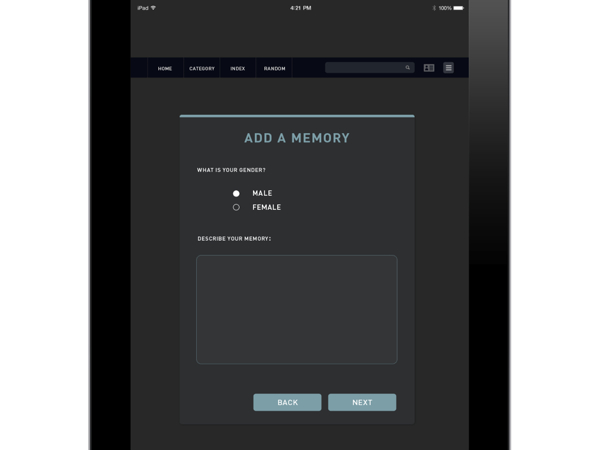 iPad 4:21 PM 100%
HOME CATEGORY INDEX RANDOM
ADD A MEMORY
WHAT IS YOUR GENDER?
MALE
FEMALE
DESCRIBE YOUR MEMORY:
BACK NEXT